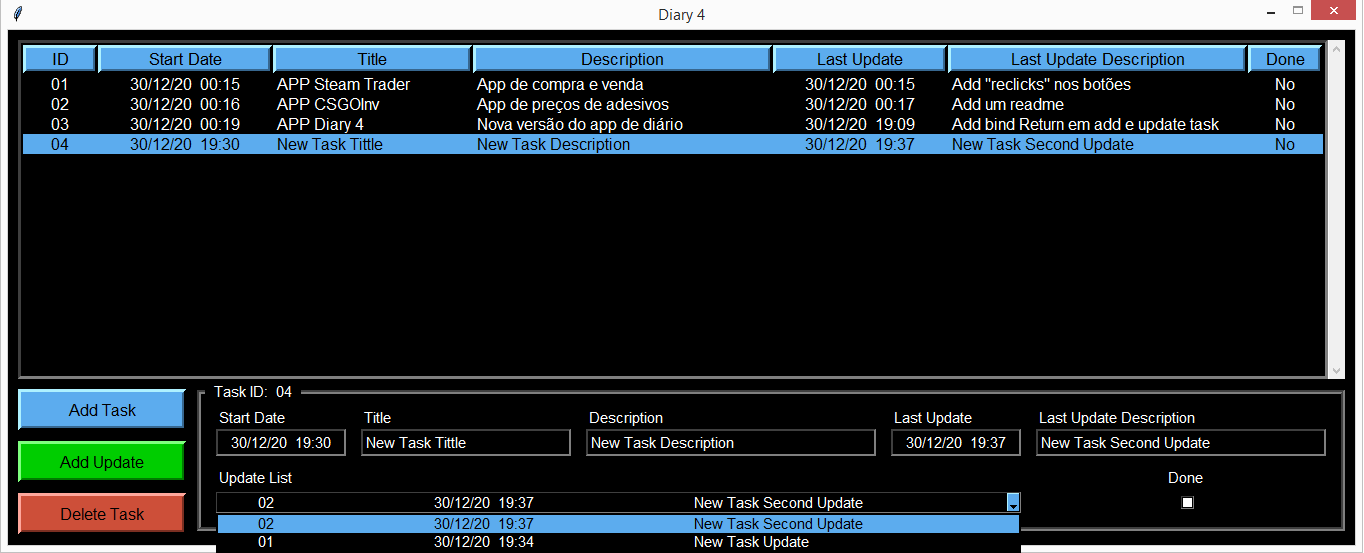 Diary 4
ID Start Date Title Description Last Update Last Update Description Done
01 30/12/20 00:15 APP Steam Trader App de compra e venda 30/12/20 00:15 Add "reclicks" nos botões No
02 30/12/20 00:16 APP CSGOInv App de preços de adesivos 30/12/20 00:17 Add um readme No
03 30/12/20 00:19 APP Diary 4 Nova versão do app de diário 30/12/20 19:09 Add bind Return em add e update task No
04 30/12/20 19:30 New Task Tittle New Task Description 30/12/20 19:37 New Task Second Update No
Add Task
Add Update
Delete Task
Task ID: 04
Start Date Title Description Last Update Last Update Description
30/12/20 19:30 New Task Tittle New Task Description 30/12/20 19:37 New Task Second Update
Update List Done
02 30/12/20 19:37 New Task Second Update
02 30/12/20 19:37 New Task Second Update
01 30/12/20 19:34 New Task Update